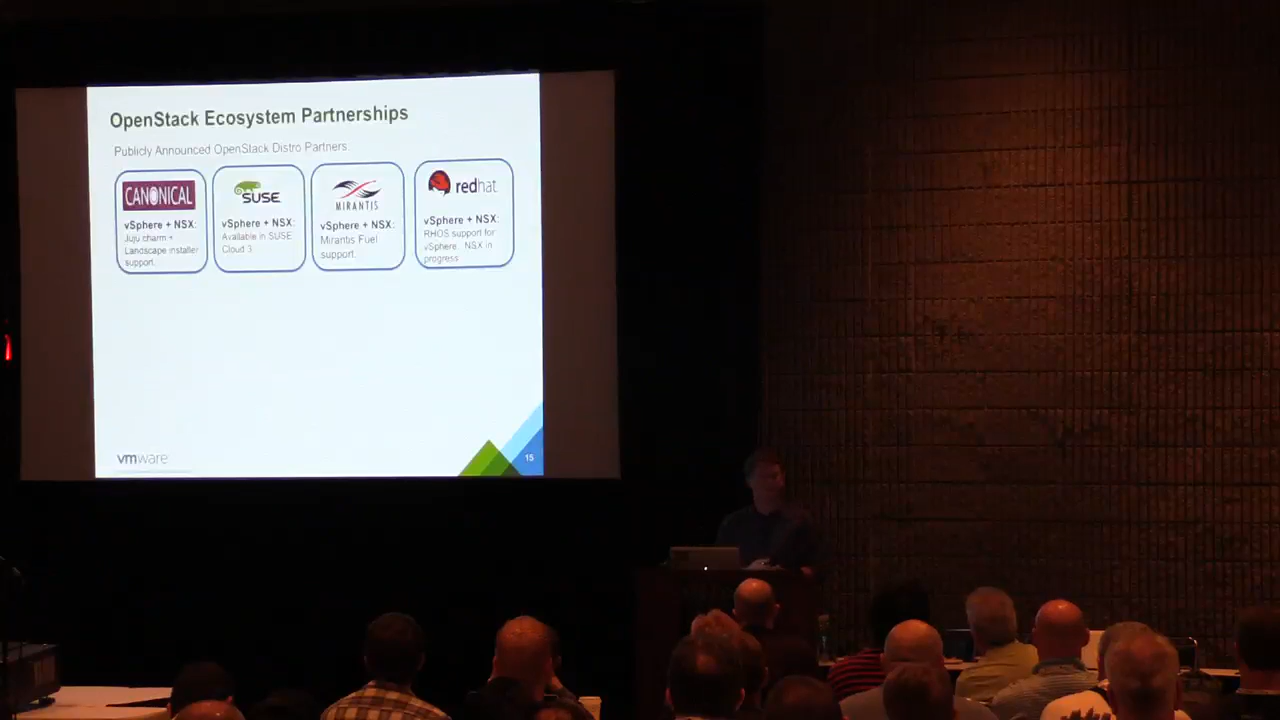 OpenStack Ecosystem Partnerships
Publicly Announced OpenStack Distro Partners:
CANONICAL
vSphere + NSX:
Juju charm +
Landscape installer
support.
SUSE
vSphere + NSX:
Available in SUSE
Cloud 3
MIRANTIS
vSphere + NSX:
Mirantis Fuel
support.
redhat.
vSphere + NSX:
RHOS support for
vSphere. NSX in
progress
vmware
15